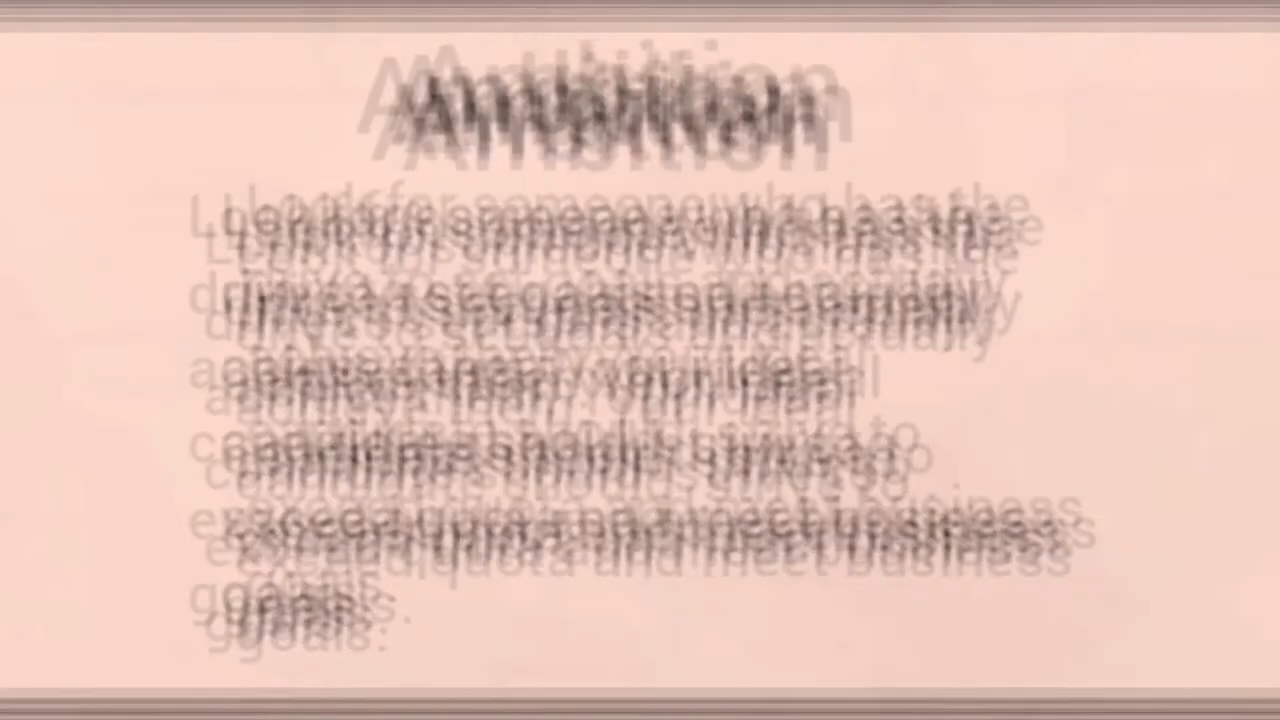 Ambition
Look for someone who has the
drive to set goals and actually
achieve them. Your ideal
candidate should strive to
exceed quota and meet business
goals.